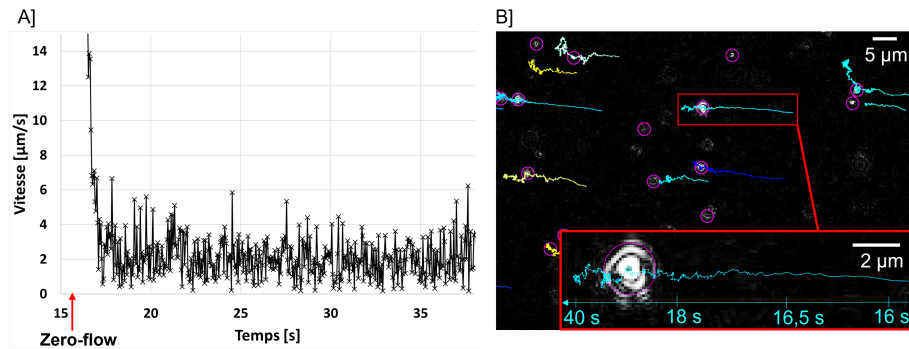 A]
14
12
10
8
6
4
2
0
Vitesse [µm/s]
15
20
25
30
35
Temps [s]
Zero-flow
B]
5 µm
2 µm
40 s
18 s
16,5 s
16 s